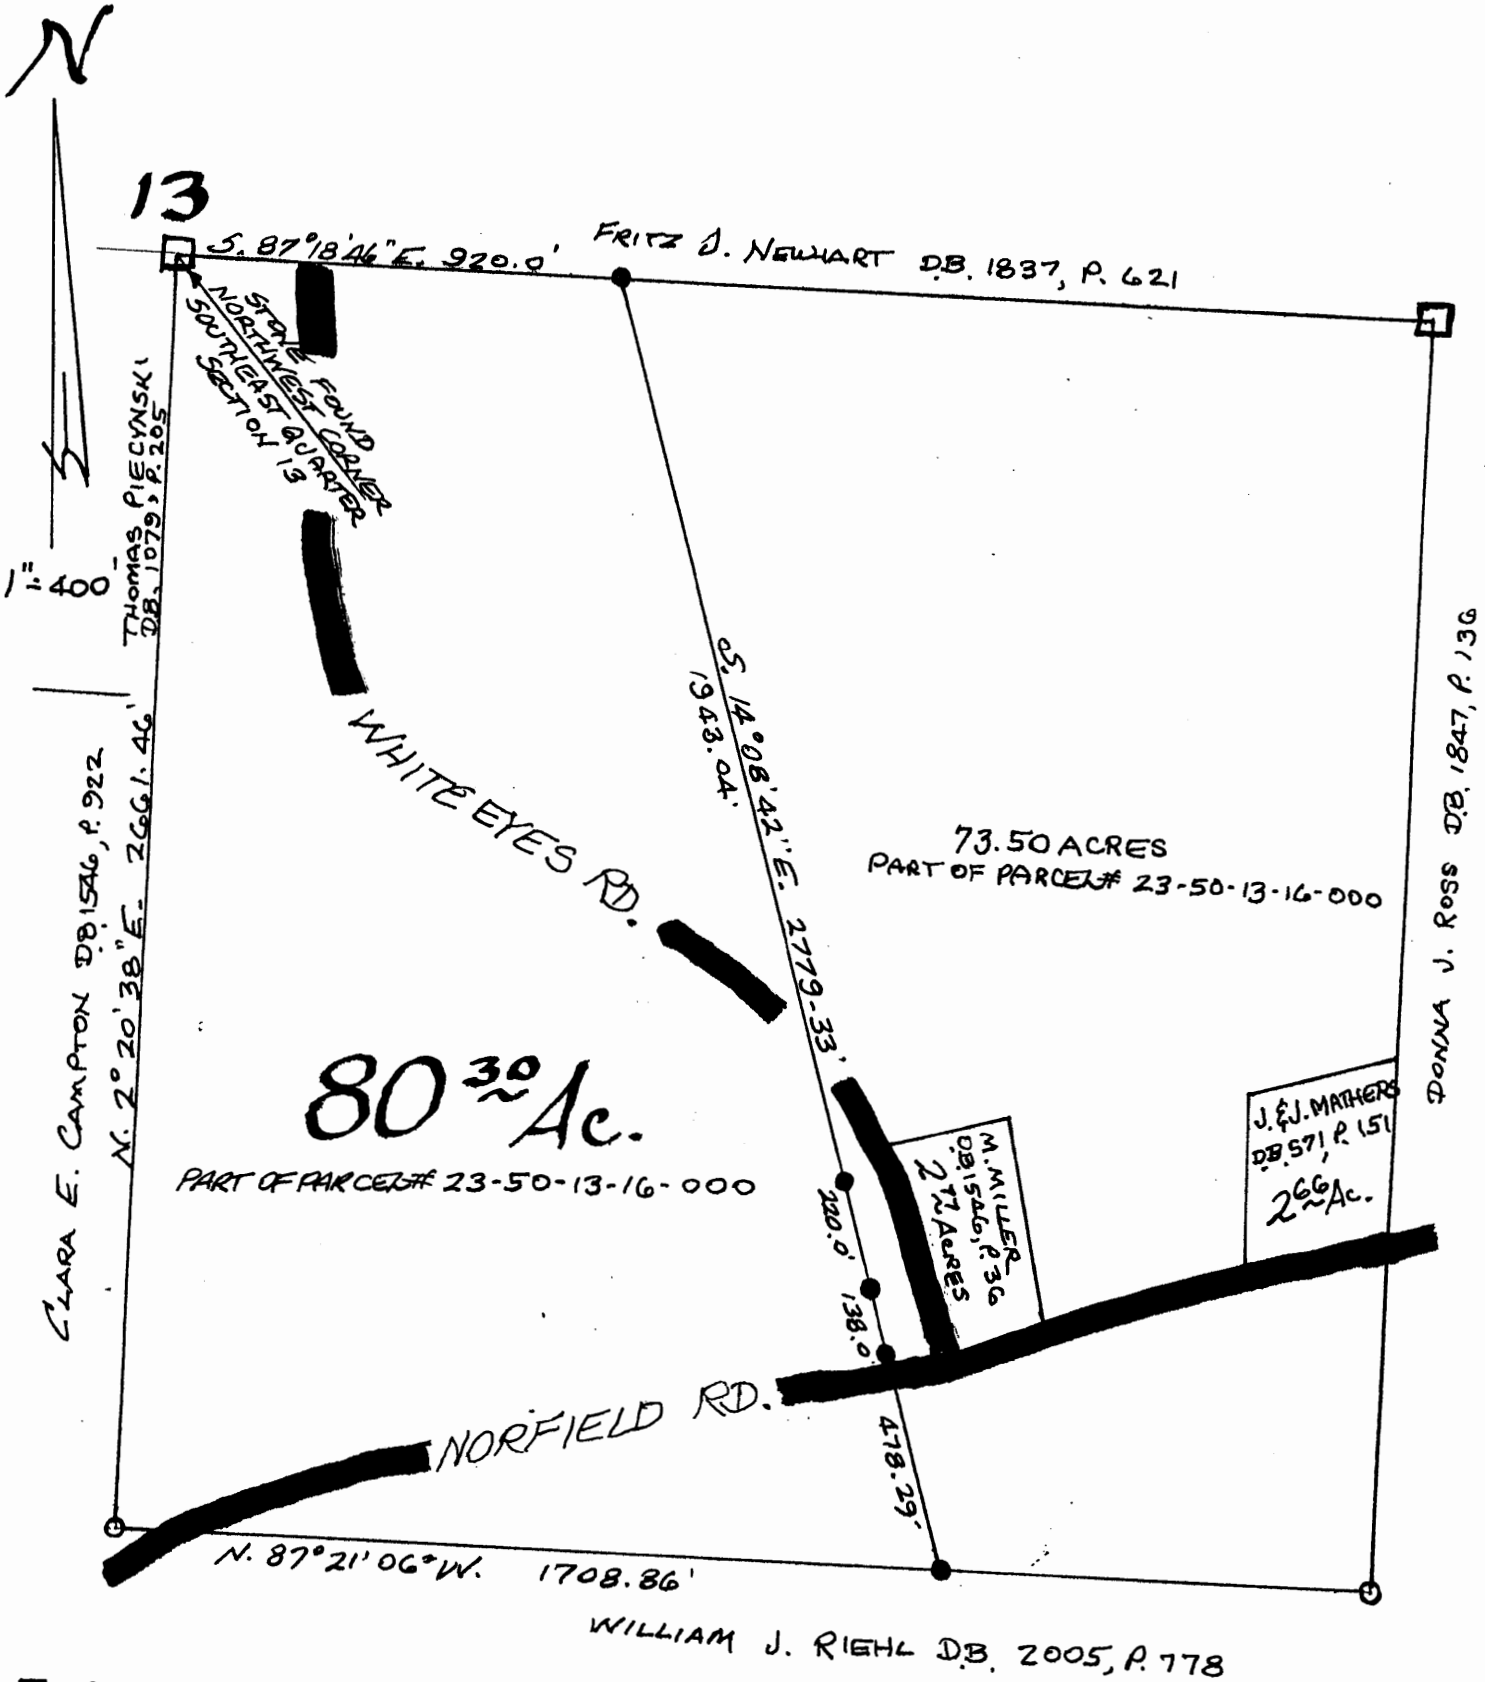 N
13
S. 87°18'46" E. 920.0'
FRITZ J. NEWHART D.B. 1837, P. 621
STONE FOUND
NORTHWEST CORNER
SOUTHEAST QUARTER
SECTION 13
1"=400'
THOMAS PIECYNSKI
D.B. 1079, P. 205
CLARA E. CAMPTON D.B. 1546, P. 922
N. 2° 20' 38" E. 2661.46'
WHITE EYES RD.
S. 14°08'42" E. 2779.33'
1943.04'
73.50 ACRES
PART OF PARCEL# 23-50-13-16-000
DONNA J. ROSS D.B. 1847, P. 136
80 30 Ac.
PART OF PARCEL# 23-50-13-16-000
M. MILLER
D.B. 1546, P. 36
2 77 ACRES
J. & J. MATHERS
D.B. 571, P. 151
2 66 Ac.
220.0'
138.0'
478.29'
NORFIELD RD.
N. 87°21'06" W. 1708.86'
WILLIAM J. RIEHL D.B. 2005, P. 778